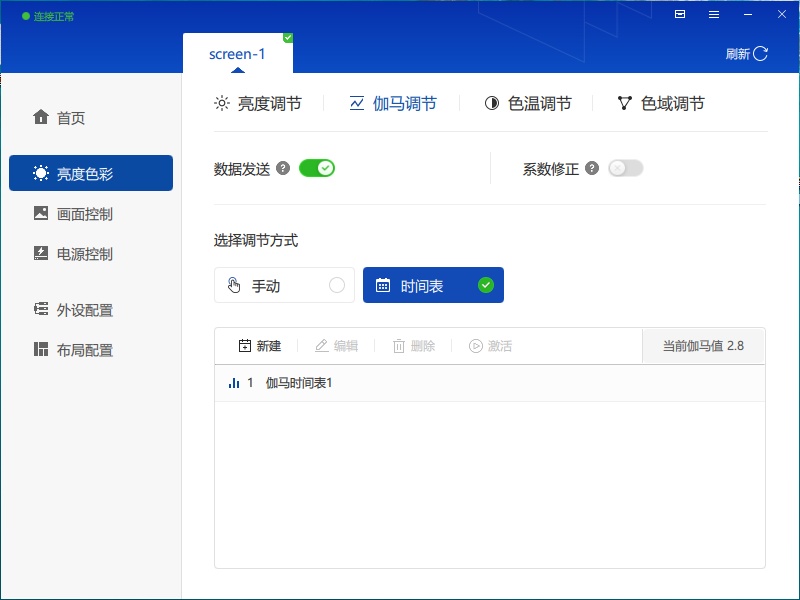 连接正常
screen-1
刷新
首页
亮度色彩
画面控制
电源控制
外设配置
布局配置
亮度调节 伽马调节 色温调节 色域调节
数据发送 ? 系数修正 ?
选择调节方式
手动 时间表
新建 编辑 删除 激活 当前伽马值 2.8
1 伽马时间表1